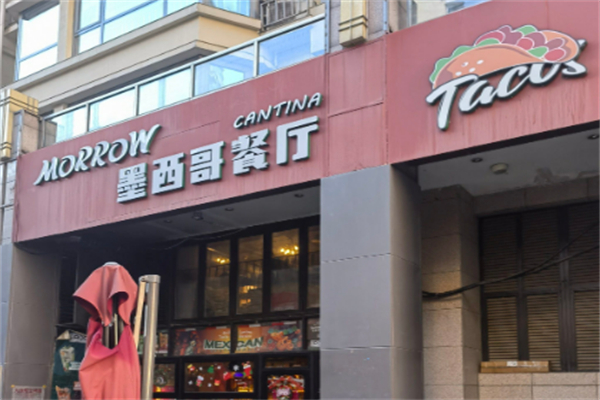 MORROW
CANTINA
墨西哥餐厅
Tacos
MEXICAN